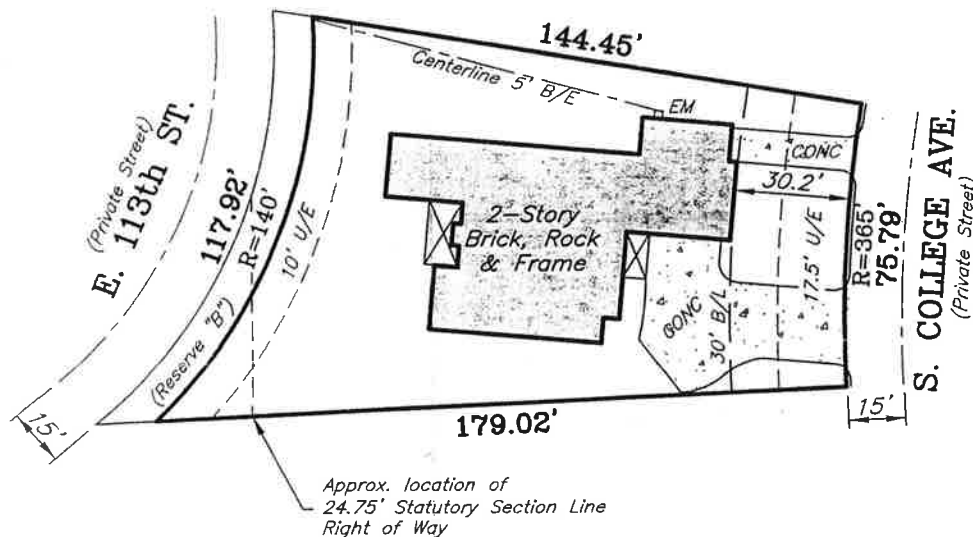 144.45'
Centerline 5' B/E
EM
CONC
30.2'
E. 113th ST.
(Private Street)
117.92'
R=140'
10' U/E
(Reserve "B")
15'
2-Story
Brick, Rock
& Frame
CONC
30' B/L
17.5' U/E
R=365'
75.79'
S. COLLEGE AVE.
(Private Street)
15'
179.02'
Approx. location of
24.75' Statutory Section Line
Right of Way